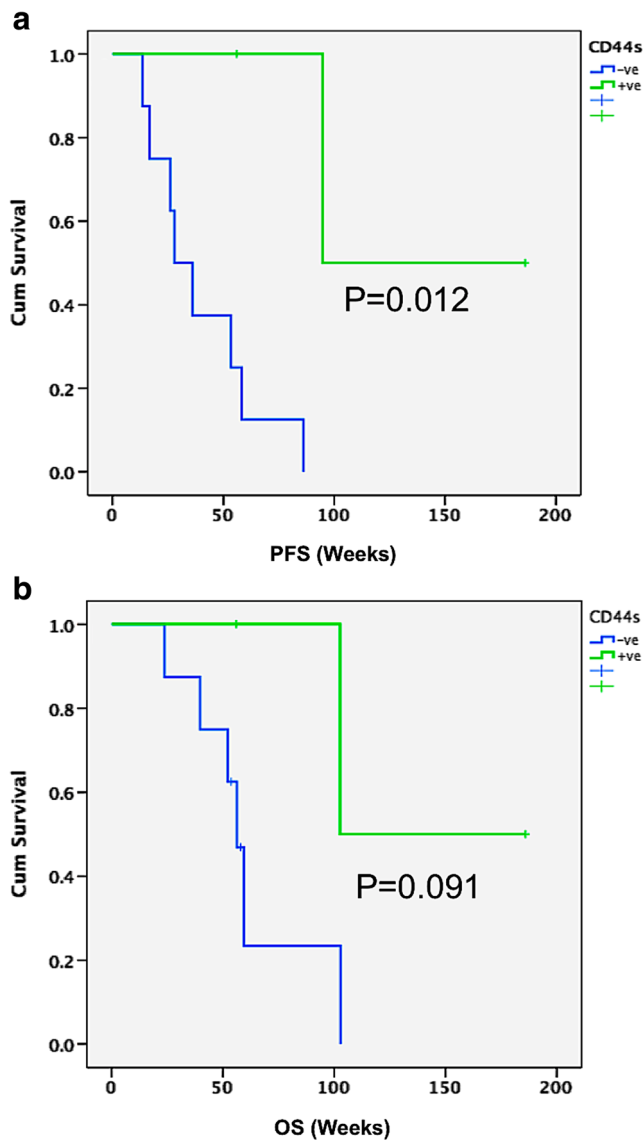 a
CD44s
-ve
+ve
1.0
0.8
0.6
0.4
0.2
0.0
Cum Survival
P=0.012
0 50 100 150 200
PFS (Weeks)
b
CD44s
-ve
+ve
1.0
0.8
0.6
0.4
0.2
0.0
Cum Survival
P=0.091
0 50 100 150 200
OS (Weeks)